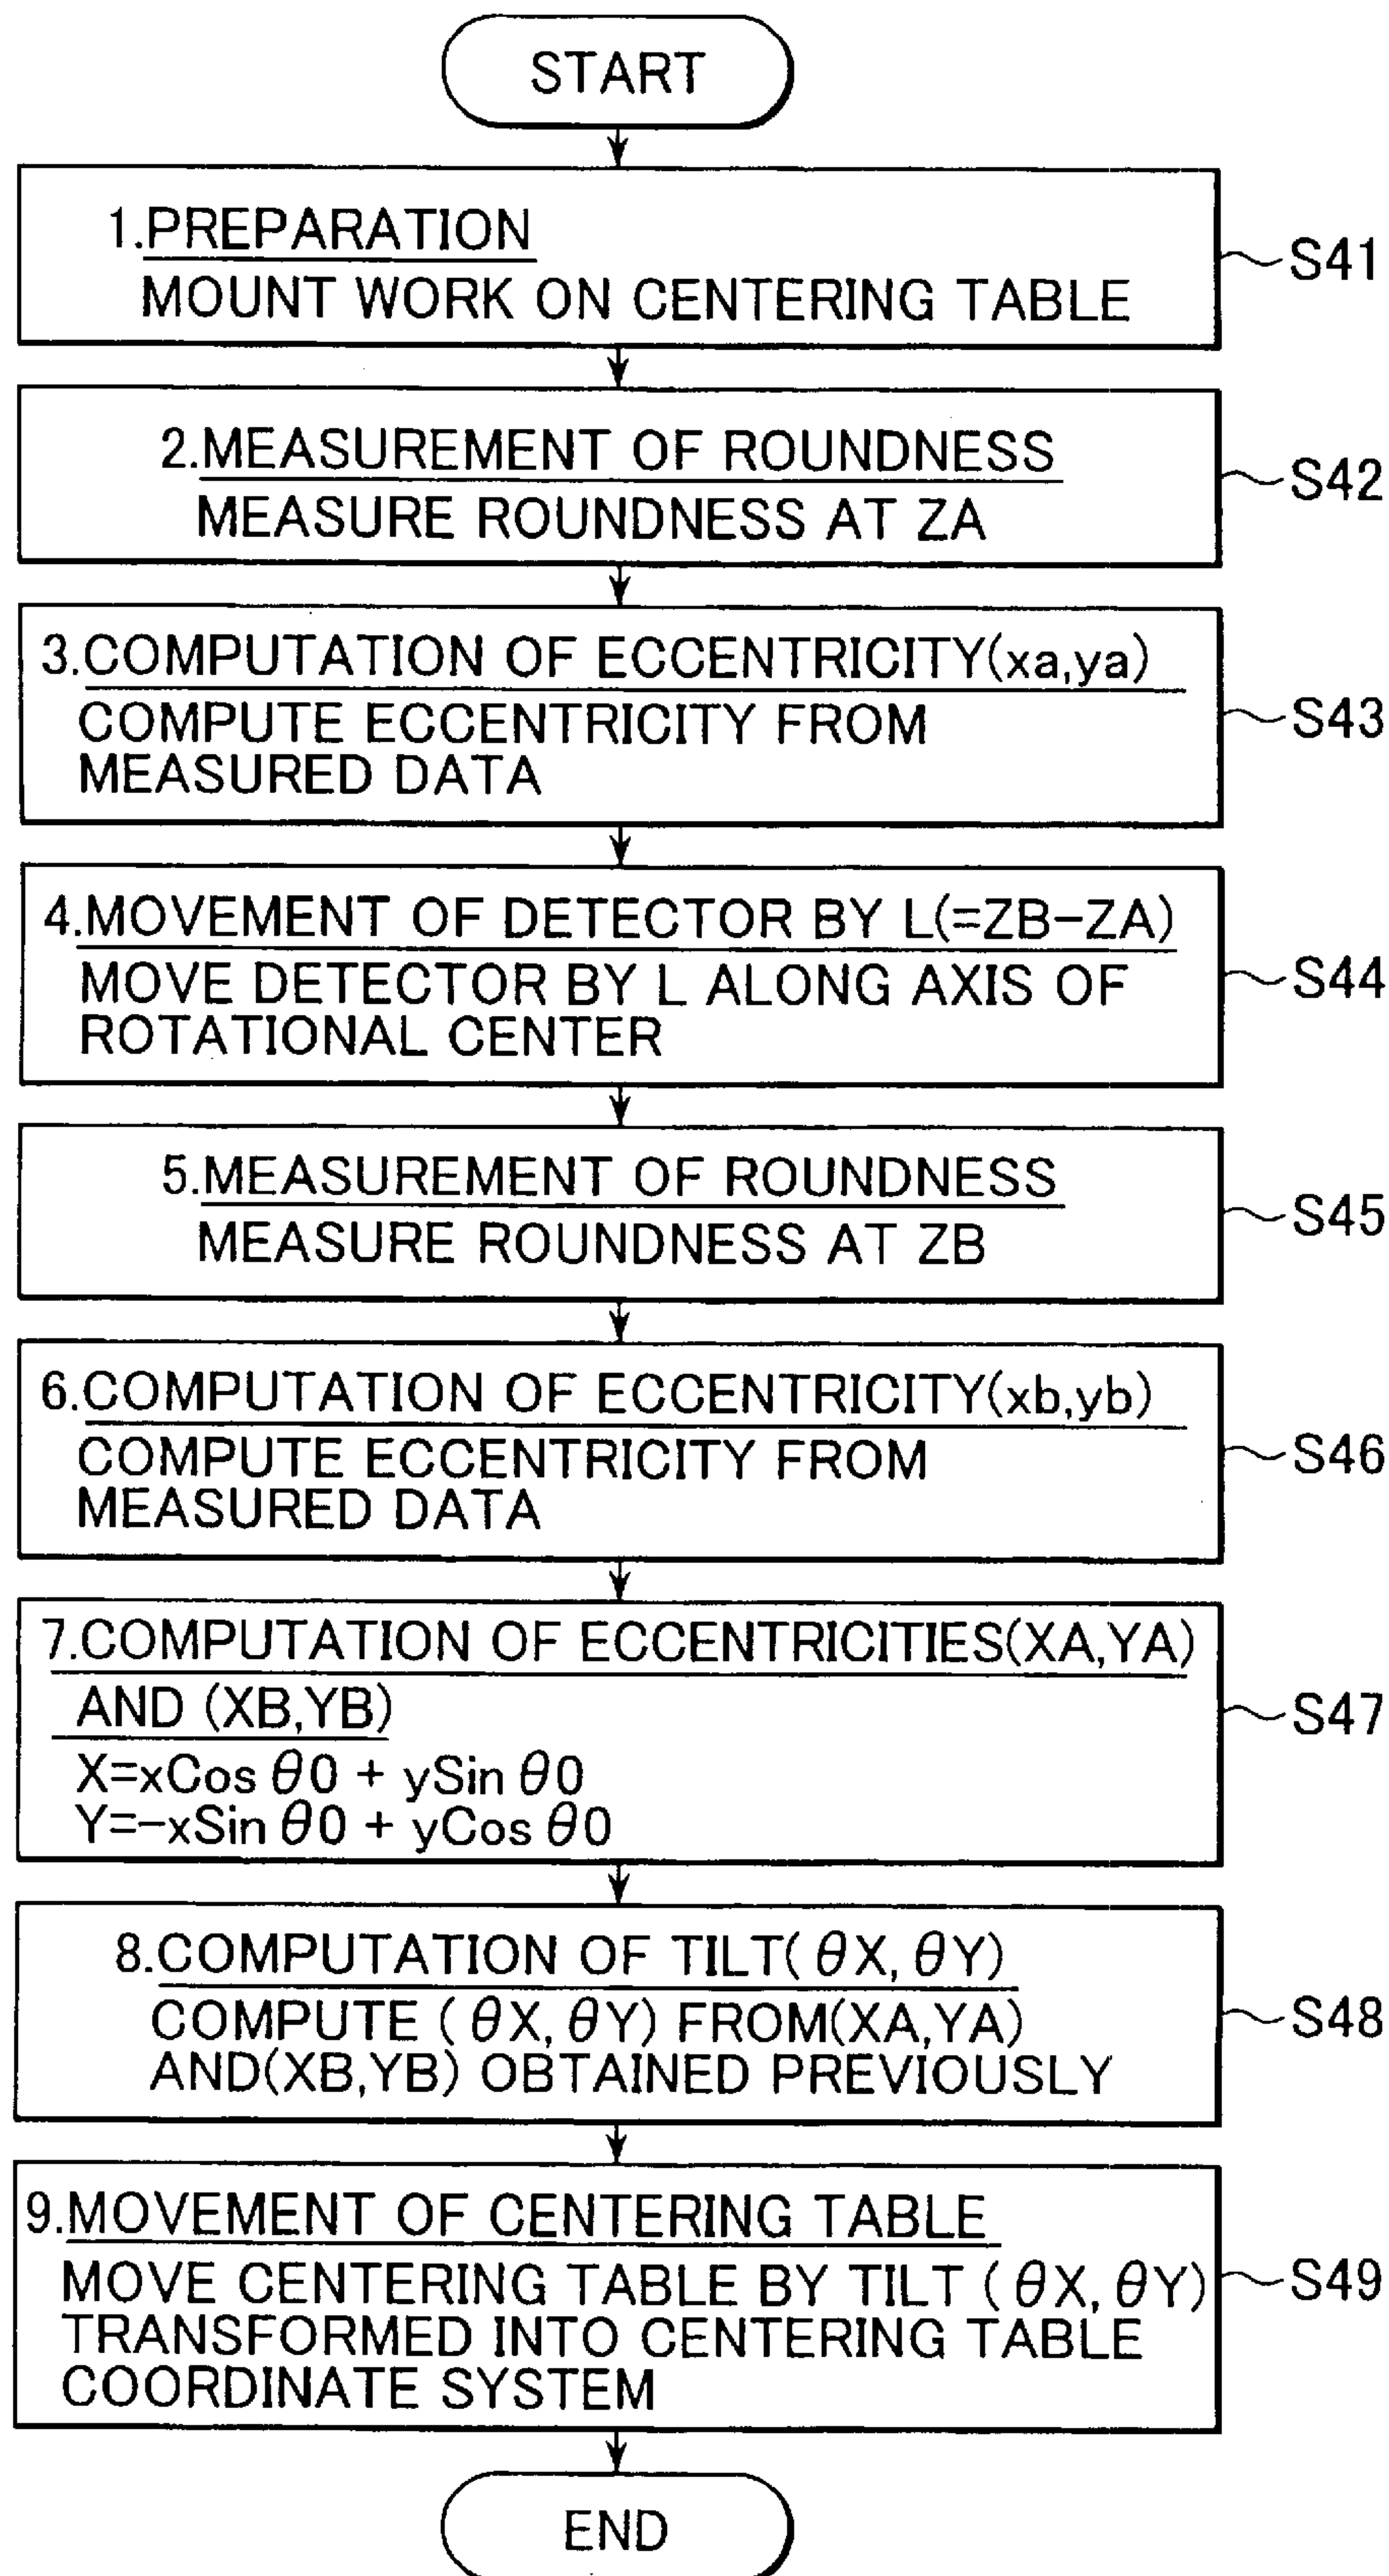 START
1.PREPARATION
MOUNT WORK ON CENTERING TABLE
S41
2.MEASUREMENT OF ROUNDNESS
MEASURE ROUNDNESS AT ZA
S42
3.COMPUTATION OF ECCENTRICITY(xa,ya)
COMPUTE ECCENTRICITY FROM
MEASURED DATA
S43
4.MOVEMENT OF DETECTOR BY L(=ZB-ZA)
MOVE DETECTOR BY L ALONG AXIS OF
ROTATIONAL CENTER
S44
5.MEASUREMENT OF ROUNDNESS
MEASURE ROUNDNESS AT ZB
S45
6.COMPUTATION OF ECCENTRICITY(xb,yb)
COMPUTE ECCENTRICITY FROM
MEASURED DATA
S46
7.COMPUTATION OF ECCENTRICITIES(XA,YA)
AND (XB,YB)
X=xCos θ0 + ySin θ0
Y=-xSin θ0 + yCos θ0
S47
8.COMPUTATION OF TILT( θX, θY)
COMPUTE ( θX, θY) FROM(XA,YA)
AND(XB,YB) OBTAINED PREVIOUSLY
S48
9.MOVEMENT OF CENTERING TABLE
MOVE CENTERING TABLE BY TILT ( θX, θY)
TRANSFORMED INTO CENTERING TABLE
COORDINATE SYSTEM
S49
END